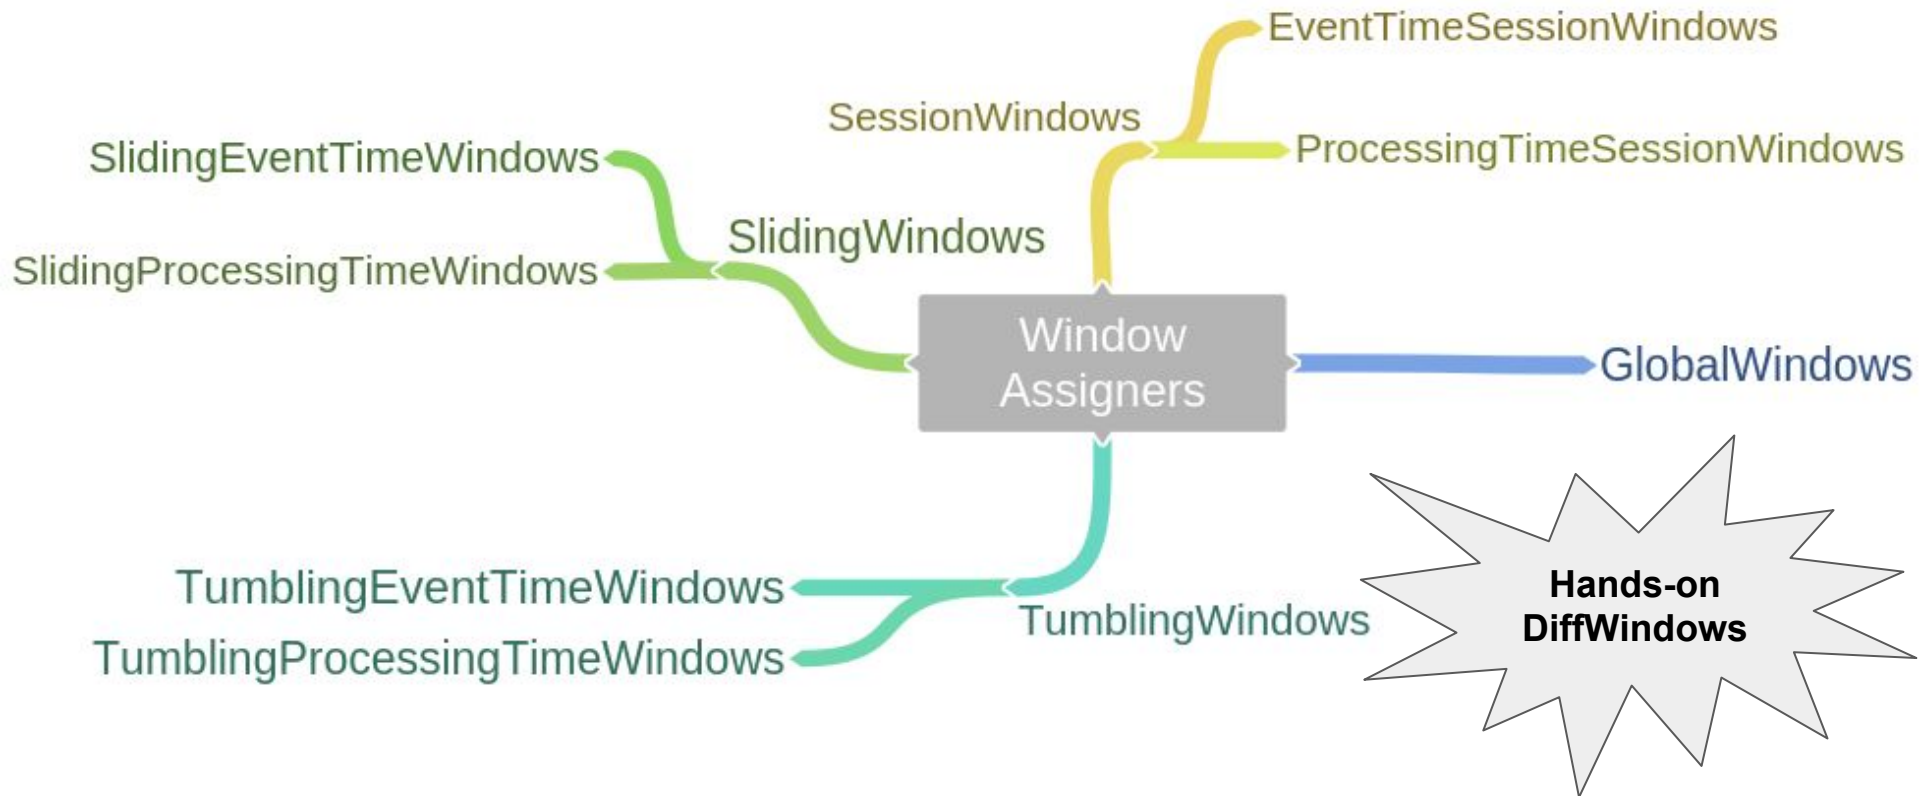 EventTimeSessionWindows
SessionWindows
ProcessingTimeSessionWindows
SlidingEventTimeWindows
SlidingWindows
SlidingProcessingTimeWindows
Window
Assigners
GlobalWindows
TumblingEventTimeWindows
TumblingWindows
TumblingProcessingTimeWindows
Hands-on
DiffWindows